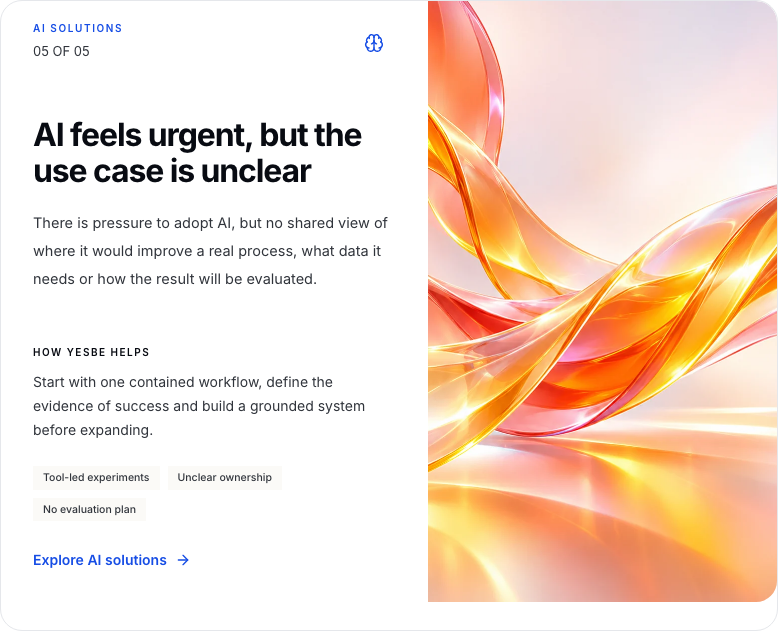 AI SOLUTIONS
05 OF 05
AI feels urgent, but the
use case is unclear
There is pressure to adopt AI, but no shared view of
where it would improve a real process, what data it
needs or how the result will be evaluated.
HOW YESBE HELPS
Start with one contained workflow, define the
evidence of success and build a grounded system
before expanding.
Tool-led experiments
Unclear ownership
No evaluation plan
Explore AI solutions →